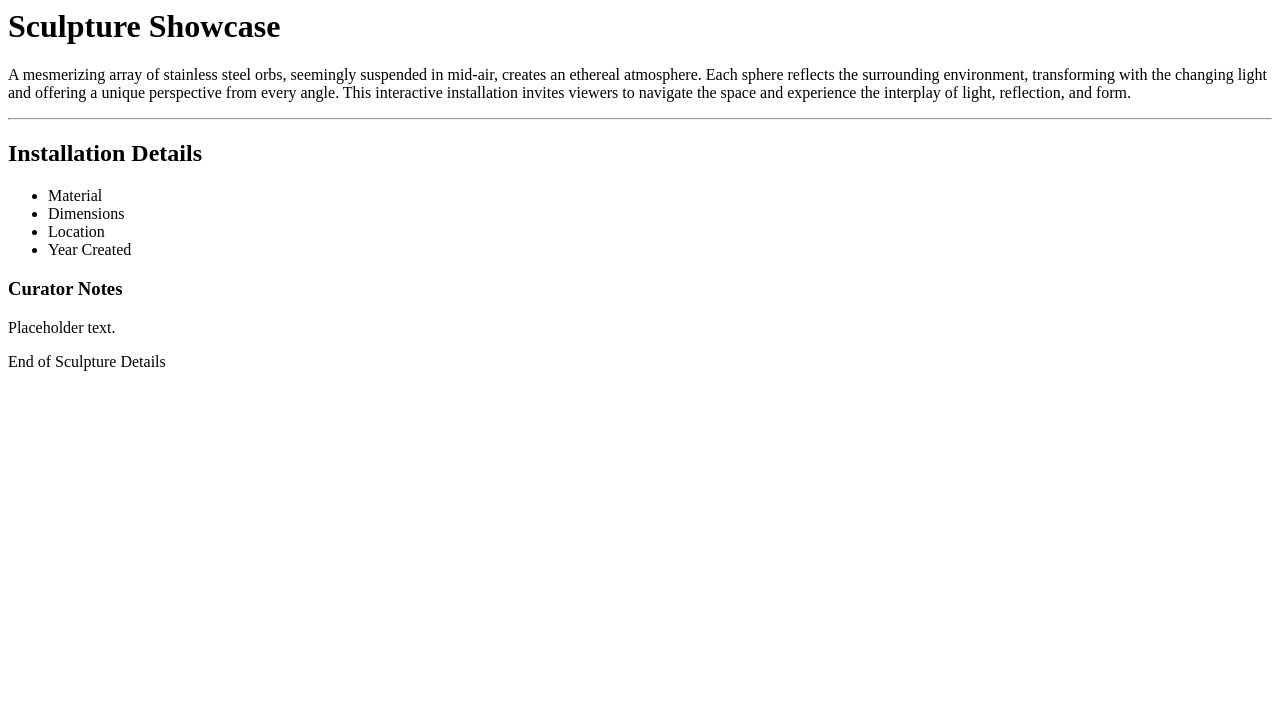 Sculpture Showcase
A mesmerizing array of stainless steel orbs, seemingly suspended in mid-air, creates an ethereal atmosphere. Each sphere reflects the surrounding environment, transforming with the changing light
and offering a unique perspective from every angle. This interactive installation invites viewers to navigate the space and experience the interplay of light, reflection, and form.
Installation Details
Material
Dimensions
Location
Year Created
Curator Notes
Placeholder text.
End of Sculpture Details